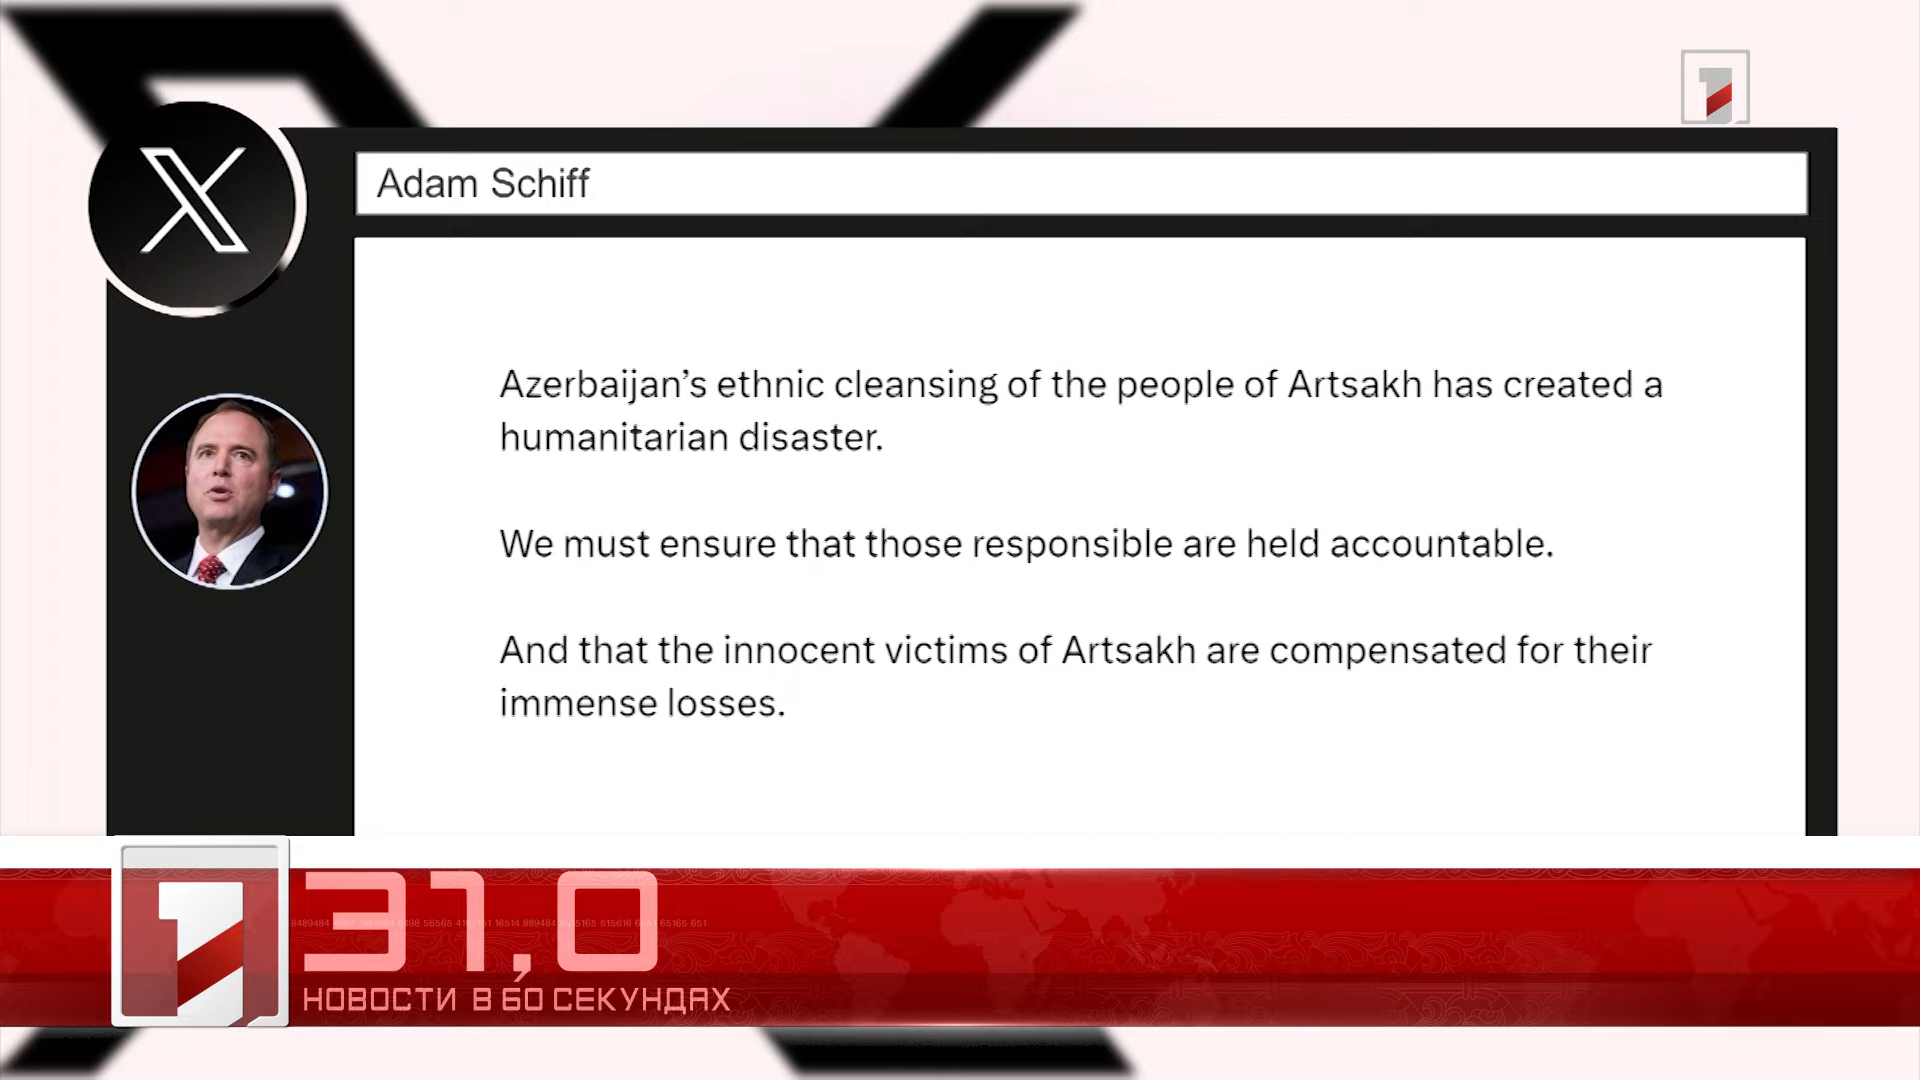 Adam Schiff
Azerbaijan’s ethnic cleansing of the people of Artsakh has created a
humanitarian disaster.
We must ensure that those responsible are held accountable.
And that the innocent victims of Artsakh are compensated for their
immense losses.
31,0
НОВОСТИ В 60 СЕКУНДАХ